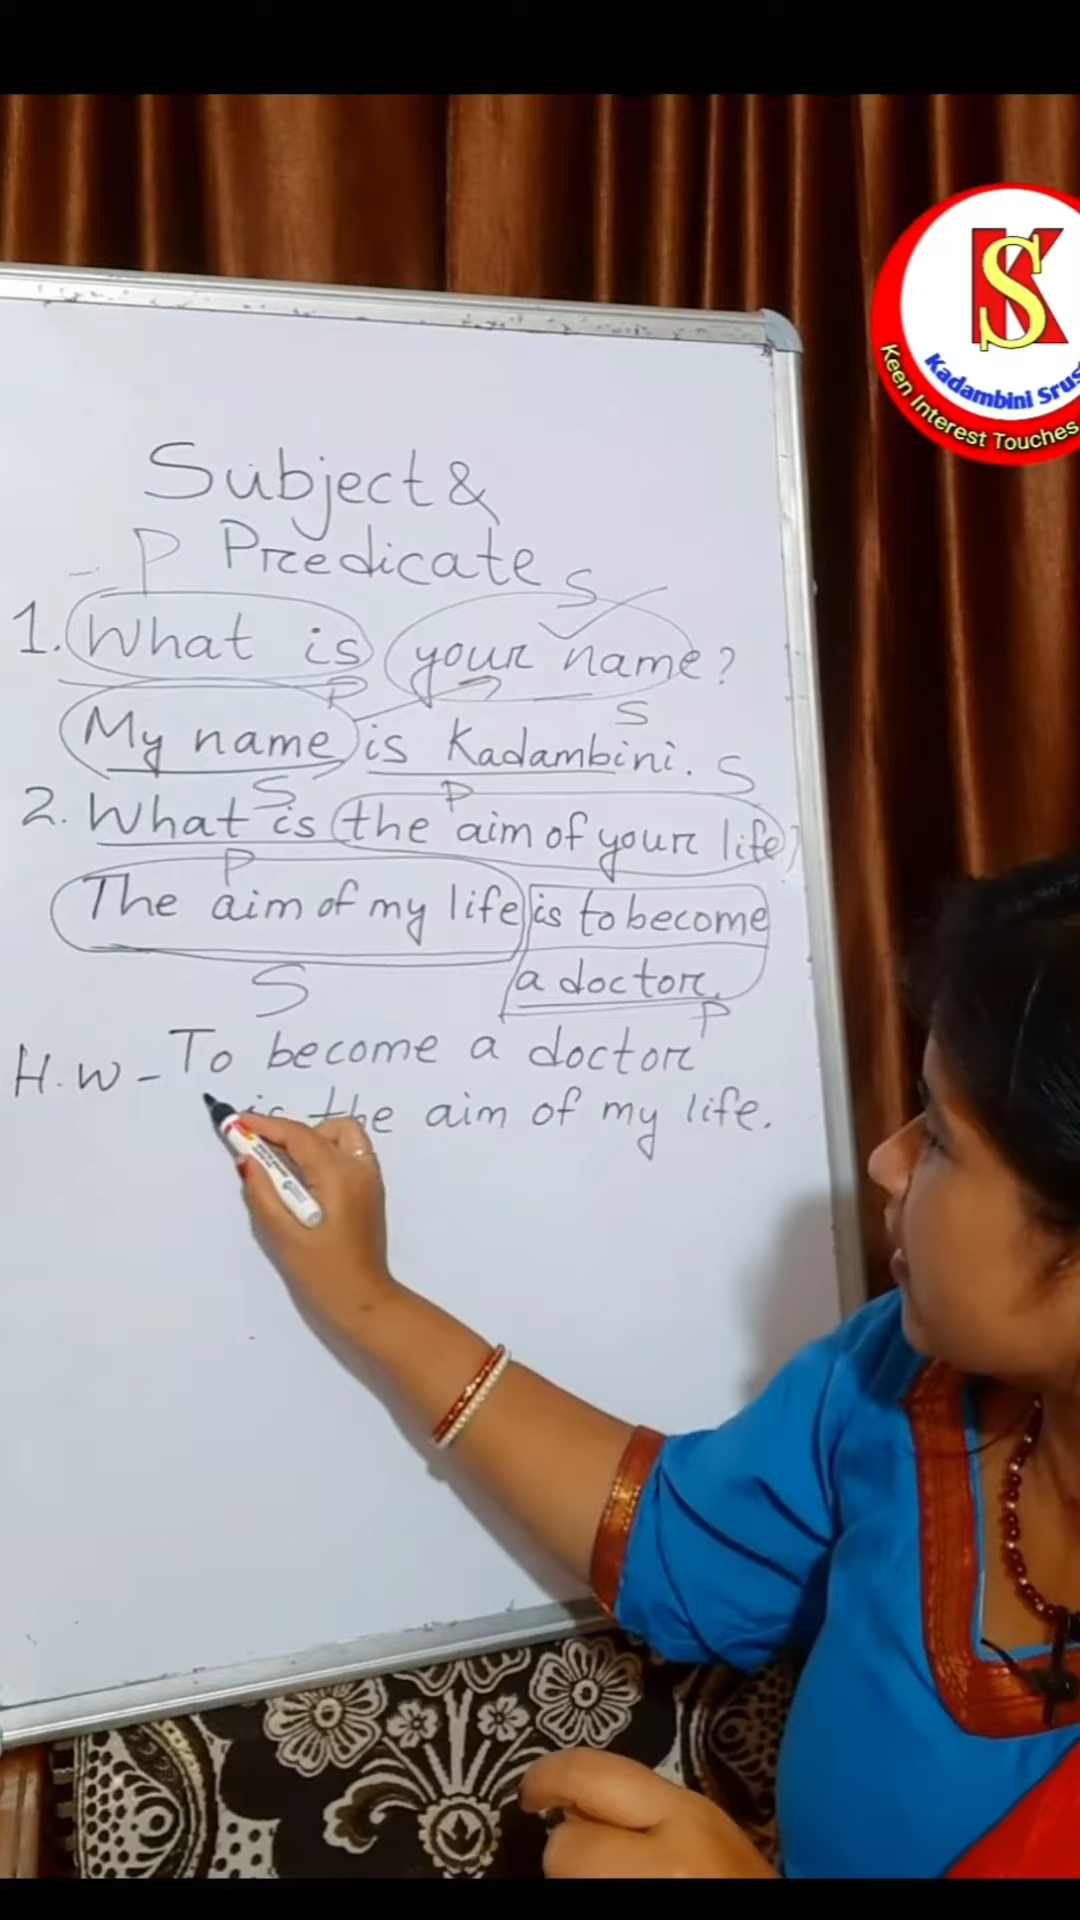 Subject &
P Predicate
S
1. What is your name?
P
S
My name is Kadambini.
S
P
S
2. What is the aim of your life?
P
The aim of my life is to become
a doctor.
S
P
H.W - To become a doctor
is the aim of my life.
KS
Kadambini
Keen Interest Touches